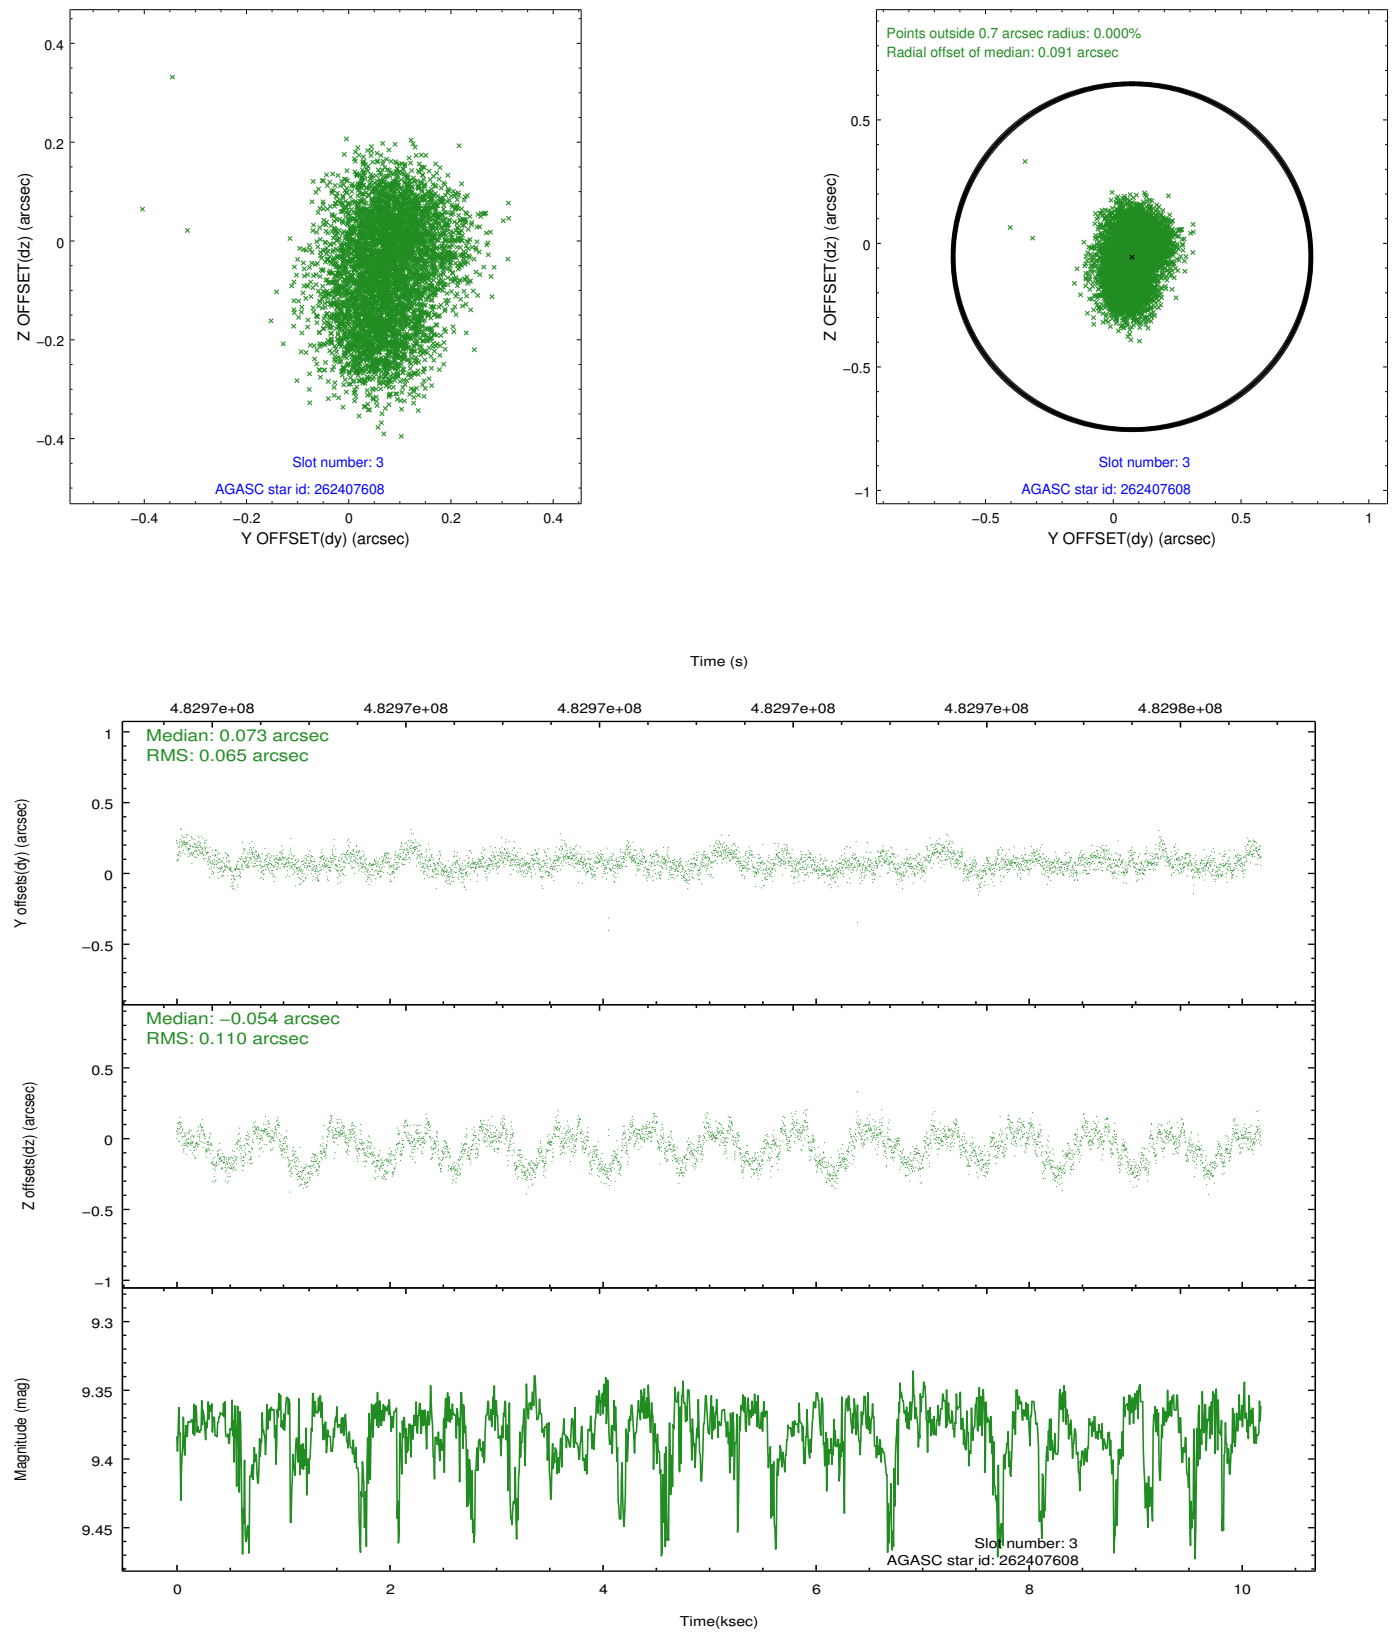 0.4
0.2
0
−0.2
−0.4
Z OFFSET(dz) (arcsec)
Slot number: 3
AGASC star id: 262407608
−0.4
−0.2
0
0.2
0.4
Y OFFSET(dy) (arcsec)
Points outside 0.7 arcsec radius: 0.000%
Radial offset of median: 0.091 arcsec
0.5
0
−0.5
−1
Z OFFSET(dz) (arcsec)
Slot number: 3
AGASC star id: 262407608
−0.5
0
0.5
1
Y OFFSET(dy) (arcsec)
Time (s)
4.8297e+08
4.8297e+08
4.8297e+08
4.8297e+08
4.8297e+08
4.8298e+08
Median: 0.073 arcsec
RMS: 0.065 arcsec
1
0.5
0
−0.5
Y offsets(dy) (arcsec)
Median: −0.054 arcsec
RMS: 0.110 arcsec
0.5
0
−0.5
−1
Z offsets(dz) (arcsec)
9.3
9.35
9.4
9.45
Magnitude (mag)
Slot number: 3
AGASC star id: 262407608
0
2
4
6
8
10
Time(ksec)